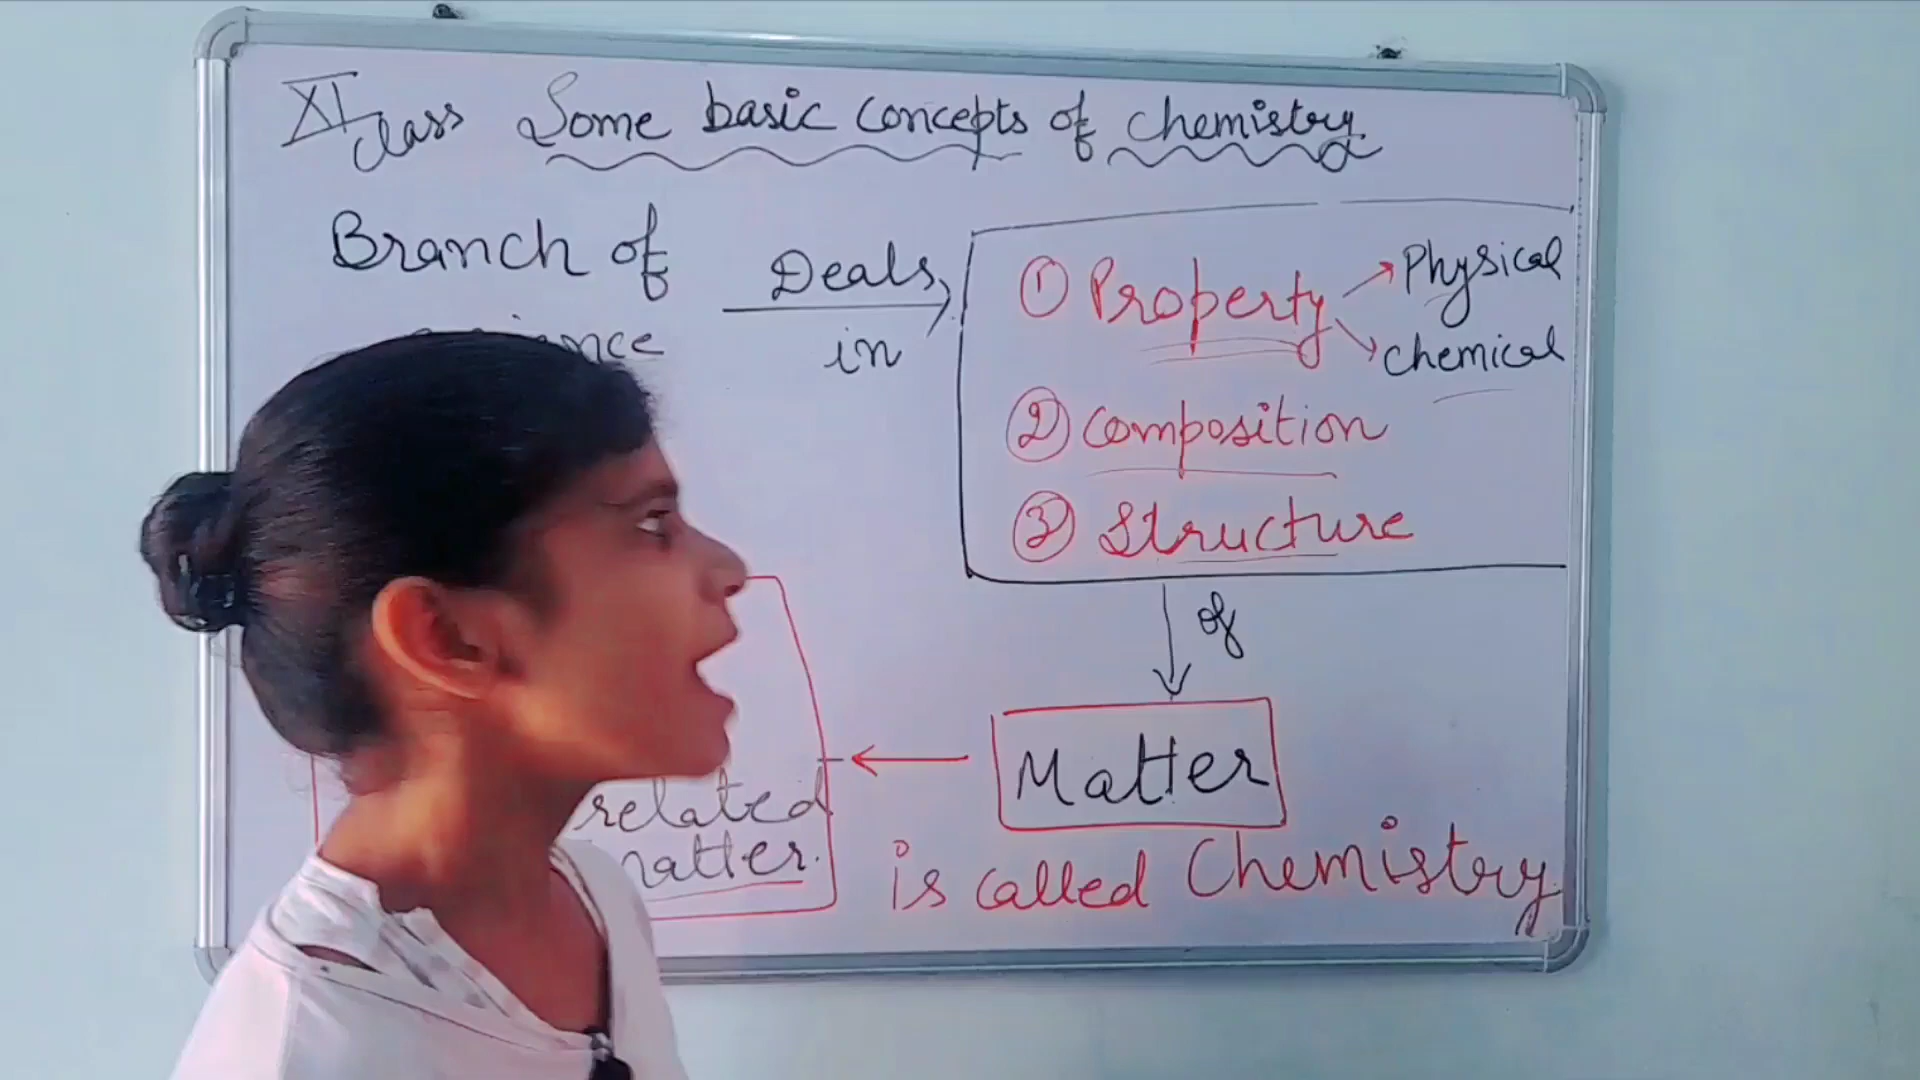 XI class Some basic concepts of chemistry
Branch of
Deals in
① Property
Physical
Chemical
② Composition
③ Structure
of
Matter
related
is called Chemistry